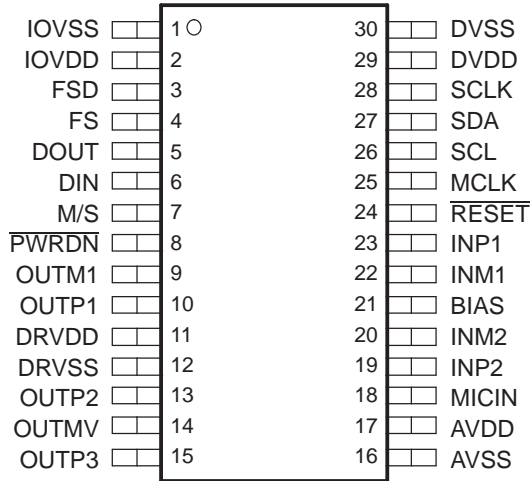 IOVSS 1 30 DVSS
IOVDD 2 29 DVDD
FSD 3 28 SCLK
FS 4 27 SDA
DOUT 5 26 SCL
DIN 6 25 MCLK
M/S 7 24 RESET
PWRDN 8 23 INP1
OUTM1 9 22 INM1
OUTP1 10 21 BIAS
DRVDD 11 20 INM2
DRVSS 12 19 INP2
OUTP2 13 18 MICIN
OUTMV 14 17 AVDD
OUTP3 15 16 AVSS